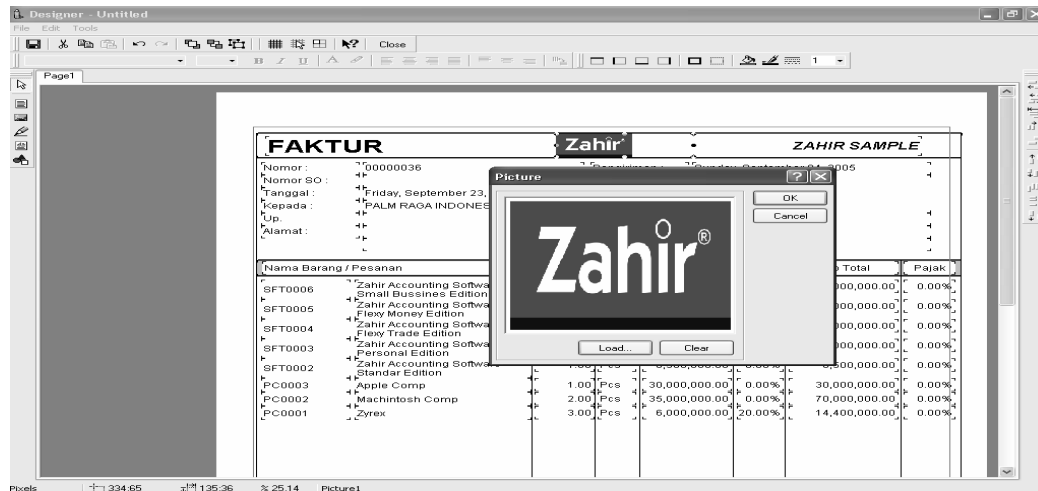 Designer - Untitled
File Edit Tools
Close
B I U A 1
Page1
FAKTUR Zahir ZAHIR SAMPLE
Nomor : 00000036
Nomor SO :
Tanggal : Friday, September 23,
Kepada : PALM RAGA INDONES
Up.
Alamat :
2005
Picture
OK
Cancel
Zahir®
Load... Clear
Nama Barang / Pesanan Total Pajak
SFT0006 Zahir Accounting Softwa 0.00%
Small Bussines Edition
SFT0005 Zahir Accounting Softwa 0.00%
Flexy Money Edition
SFT0004 Zahir Accounting Softwa 0.00%
Flexy Trade Edition
SFT0003 Zahir Accounting Softwa 0.00%
Personal Edition
SFT0002 Zahir Accounting Software 0.00%
Standar Edition
PC0003 Apple Comp 1.00 Pcs 30,000,000.00 0.00% 30,000,000.00 0.00%
PC0002 Machintosh Comp 2.00 Pcs 35,000,000.00 0.00% 70,000,000.00 0.00%
PC0001 Zyrex 3.00 Pcs 6,000,000.00 20.00% 14,400,000.00 0.00%
Pixels 334;65 135;36 % 25.14 Picture1